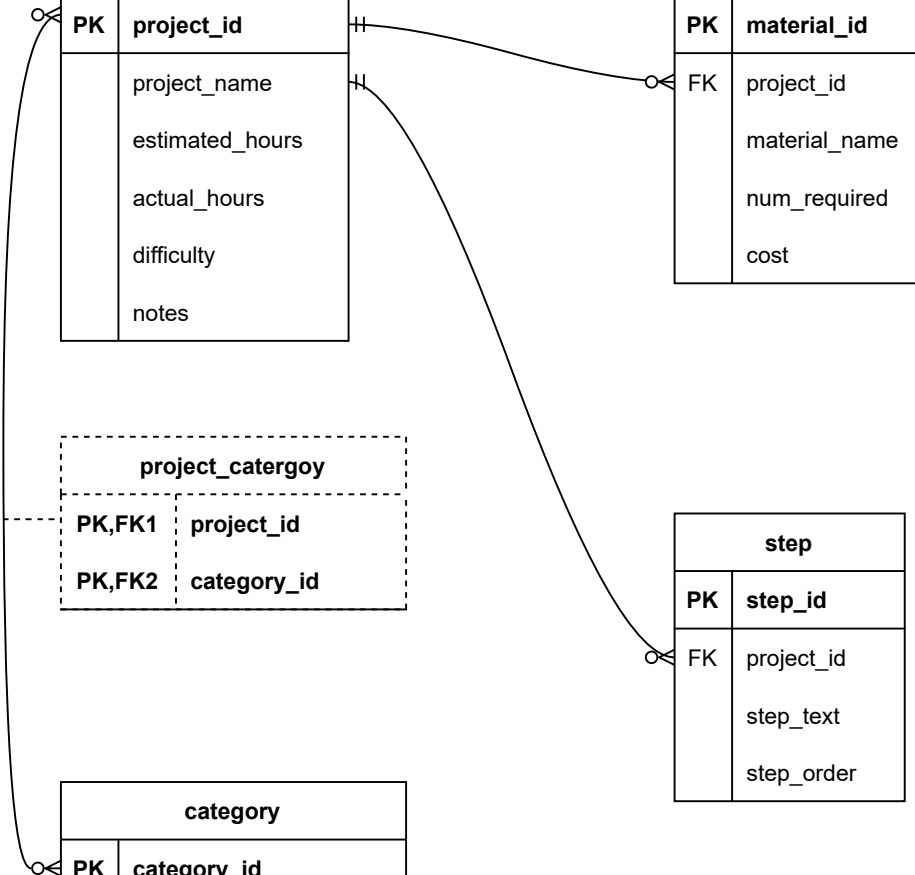 PK project_id
project_name
estimated_hours
actual_hours
difficulty
notes
PK material_id
FK project_id
material_name
num_required
cost
project_catergoy
PK,FK1 project_id
PK,FK2 category_id
step
PK step_id
FK project_id
step_text
step_order
category
PK category_id